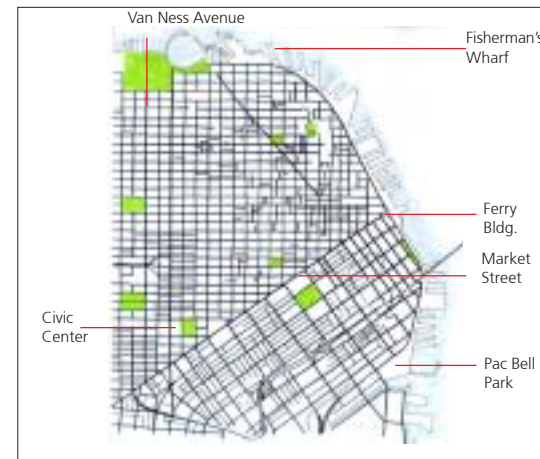 Van Ness Avenue
Fisherman's
Wharf
Ferry
Bldg.
Market
Street
Civic
Center
Pac Bell
Park